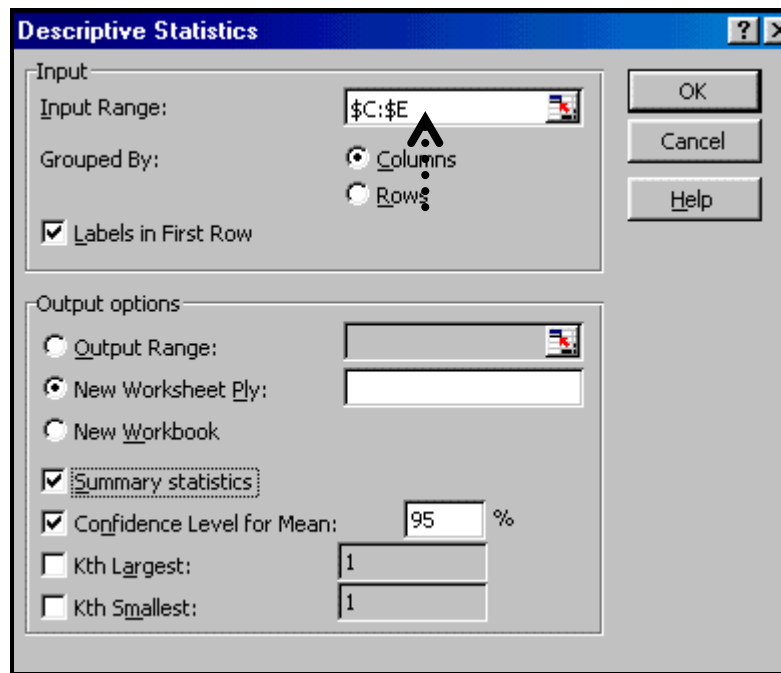 Descriptive Statistics
Input
Input Range:
$C:$E
OK
Cancel
Help
Grouped By:
Columns
Rows
Labels in First Row
Output options
Output Range:
New Worksheet Ply:
New Workbook
Summary statistics
Confidence Level for Mean:
95
%
Kth Largest:
1
Kth Smallest:
1